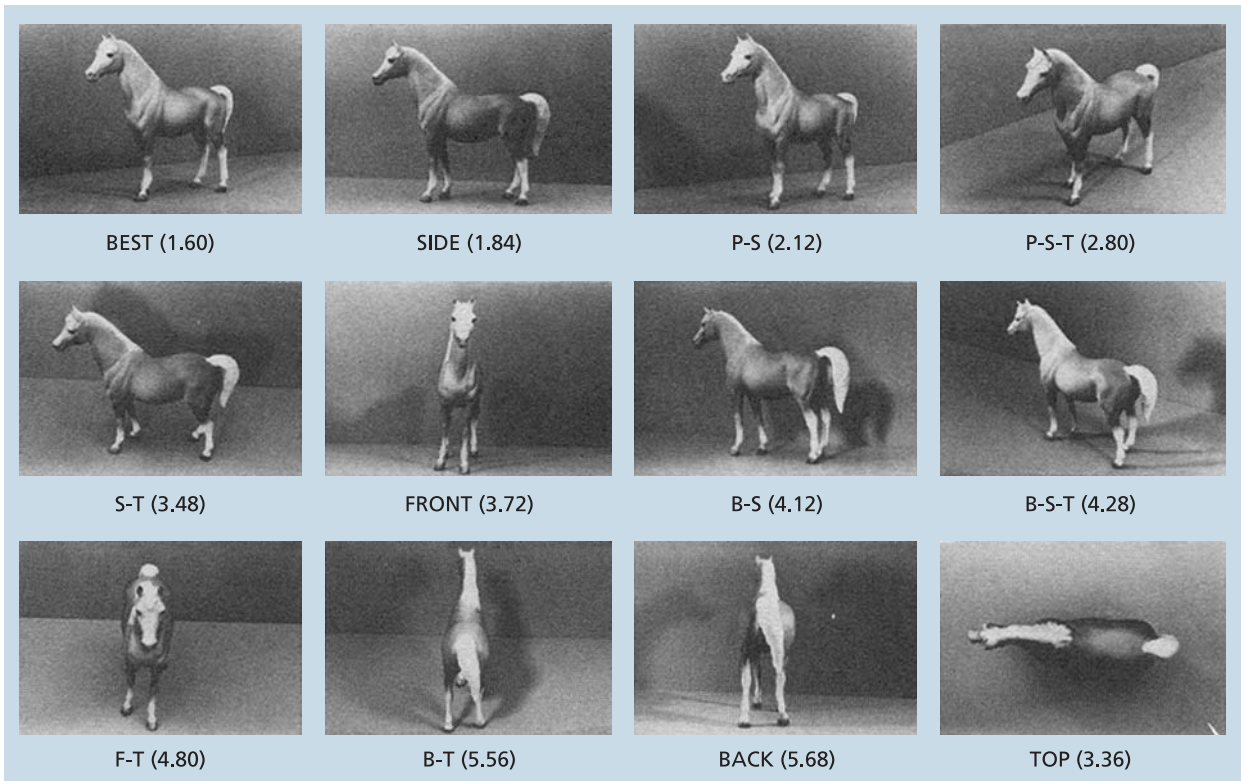 BEST (1.60)
SIDE (1.84)
P-S (2.12)
P-S-T (2.80)
S-T (3.48)
FRONT (3.72)
B-S (4.12)
B-S-T (4.28)
F-T (4.80)
B-T (5.56)
BACK (5.68)
TOP (3.36)